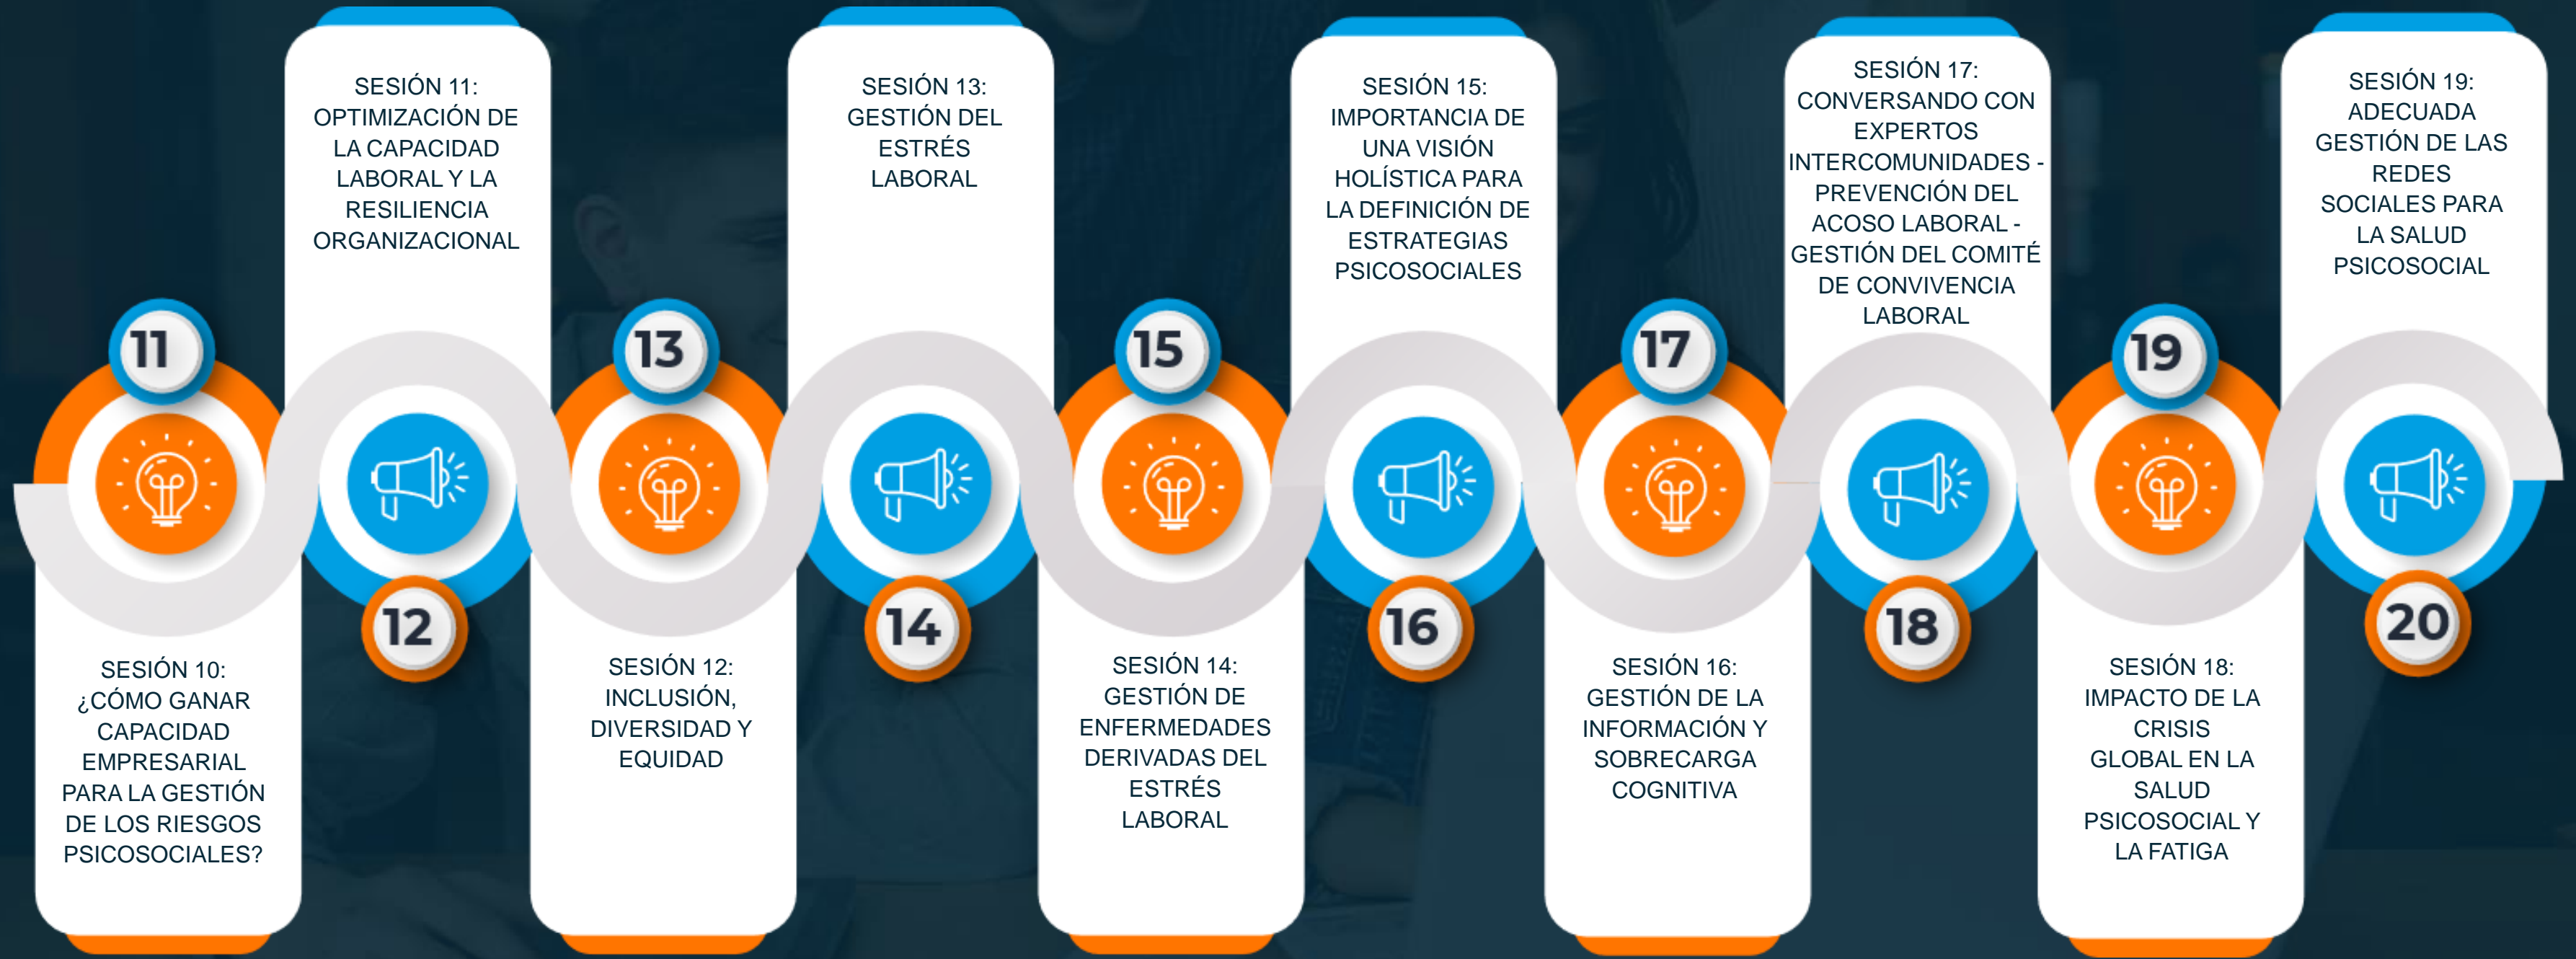 11
SESIÓN 10:
¿CÓMO GANAR
CAPACIDAD
EMPRESARIAL
PARA LA GESTIÓN
DE LOS RIESGOS
PSICOSOCIALES?
SESIÓN 11:
OPTIMIZACIÓN DE
LA CAPACIDAD
LABORAL Y LA
RESILIENCIA
ORGANIZACIONAL
12
13
SESIÓN 12:
INCLUSIÓN,
DIVERSIDAD Y
EQUIDAD
SESIÓN 13:
GESTIÓN DEL
ESTRÉS
LABORAL
14
15
SESIÓN 14:
GESTIÓN DE
ENFERMEDADES
DERIVADAS DEL
ESTRÉS
LABORAL
SESIÓN 15:
IMPORTANCIA DE
UNA VISIÓN
HOLÍSTICA PARA
LA DEFINICIÓN DE
ESTRATEGIAS
PSICOSOCIALES
16
17
SESIÓN 16:
GESTIÓN DE LA
INFORMACIÓN Y
SOBRECARGA
COGNITIVA
SESIÓN 17:
CONVERSANDO CON
EXPERTOS
INTERCOMUNIDADES -
PREVENCIÓN DEL
ACOSO LABORAL -
GESTIÓN DEL COMITÉ
DE CONVIVENCIA
LABORAL
18
19
SESIÓN 18:
IMPACTO DE LA
CRISIS
GLOBAL EN LA
SALUD
PSICOSOCIAL Y
LA FATIGA
SESIÓN 19:
ADECUADA
GESTIÓN DE LAS
REDES
SOCIALES PARA
LA SALUD
PSICOSOCIAL
20